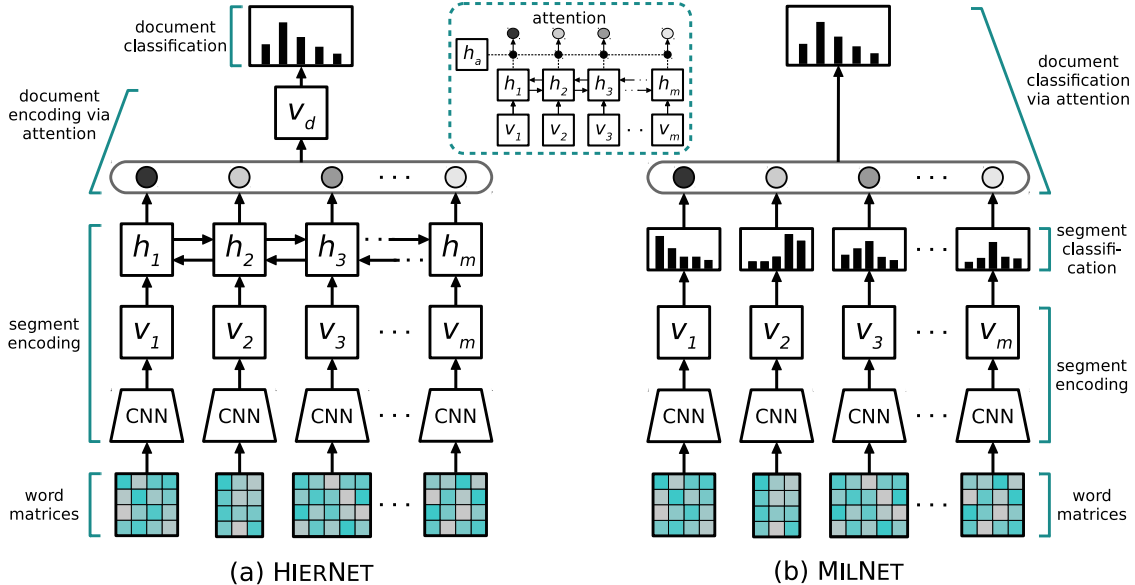 document
classification
document
encoding via
attention
v_d
attention
h_a
h_1 h_2 h_3 · · h_m
v_1 v_2 v_3 · · v_m
document
classification
via attention
· · ·
· · ·
segment
encoding
h_1 h_2 h_3 · · · h_m
v_1 v_2 v_3 · · · v_m
CNN CNN CNN · · · CNN
segment
classifi-
cation
· · ·
v_1 v_2 v_3 · · · v_m
CNN CNN CNN · · · CNN
segment
encoding
word
matrices
· · ·
· · ·
word
matrices
(a) HIERNET
(b) MILNET